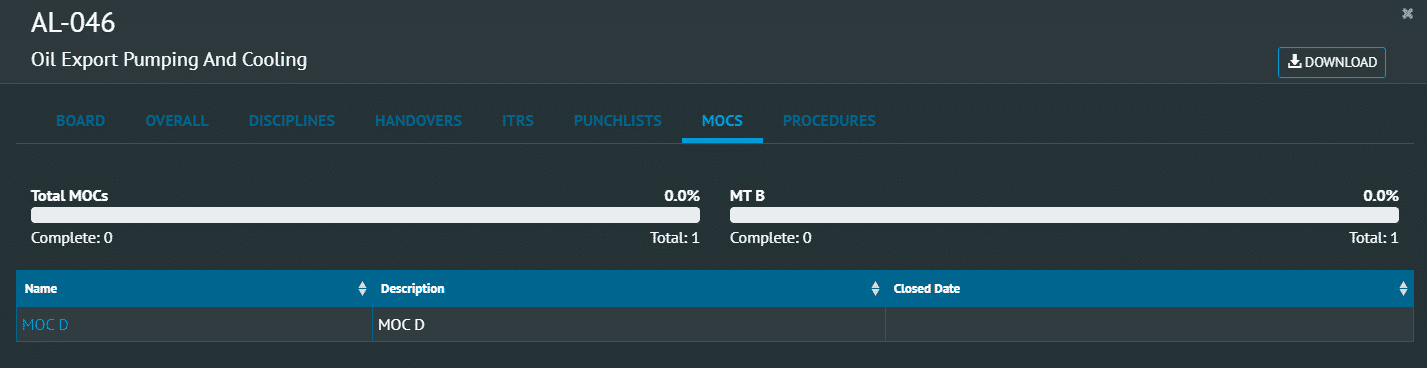 AL-046
Oil Export Pumping And Cooling
DOWNLOAD
BOARD OVERALL DISCIPLINES HANDOVERS ITRS PUNCHLISTS MOCS PROCEDURES
Total MOCs 0.0% MT B 0.0%
Complete: 0 Total: 1 Complete: 0 Total: 1
Name Description Closed Date
MOC D MOC D